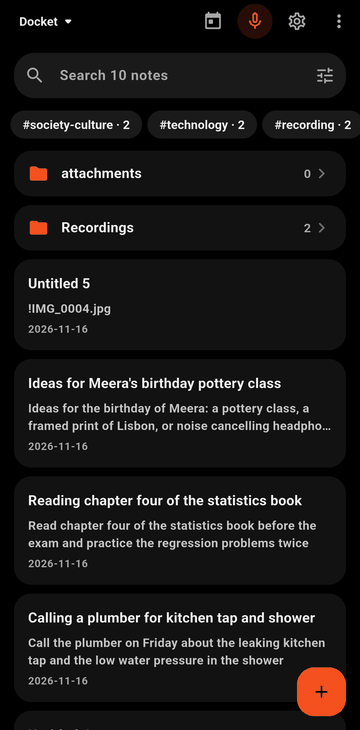 Docket
Search 10 notes
#society-culture · 2
#technology · 2
#recording · 2
attachments
0
Recordings
2
Untitled 5
!IMG_0004.jpg
2026-11-16
Ideas for Meera's birthday pottery class
Ideas for the birthday of Meera: a pottery class, a
framed print of Lisbon, or noise cancelling headpho…
2026-11-16
Reading chapter four of the statistics book
Read chapter four of the statistics book before the
exam and practice the regression problems twice
2026-11-16
Calling a plumber for kitchen tap and shower
Call the plumber on Friday about the leaking kitchen
tap and the low water pressure in the shower
2026-11-16